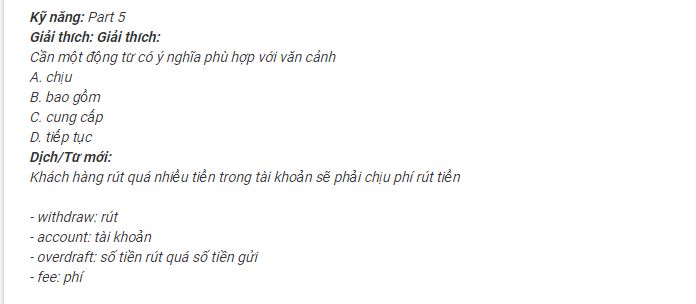 Kỹ năng: Part 5
Giải thích: Giải thích:
Cần một động từ có ý nghĩa phù hợp với văn cảnh
A. chịu
B. bao gồm
C. cung cấp
D. tiếp tục
Dịch/Từ mới:
Khách hàng rút quá nhiều tiền trong tài khoản sẽ phải chịu phí rút tiền
- withdraw: rút
- account: tài khoản
- overdraft: số tiền rút quá số tiền gửi
- fee: phí